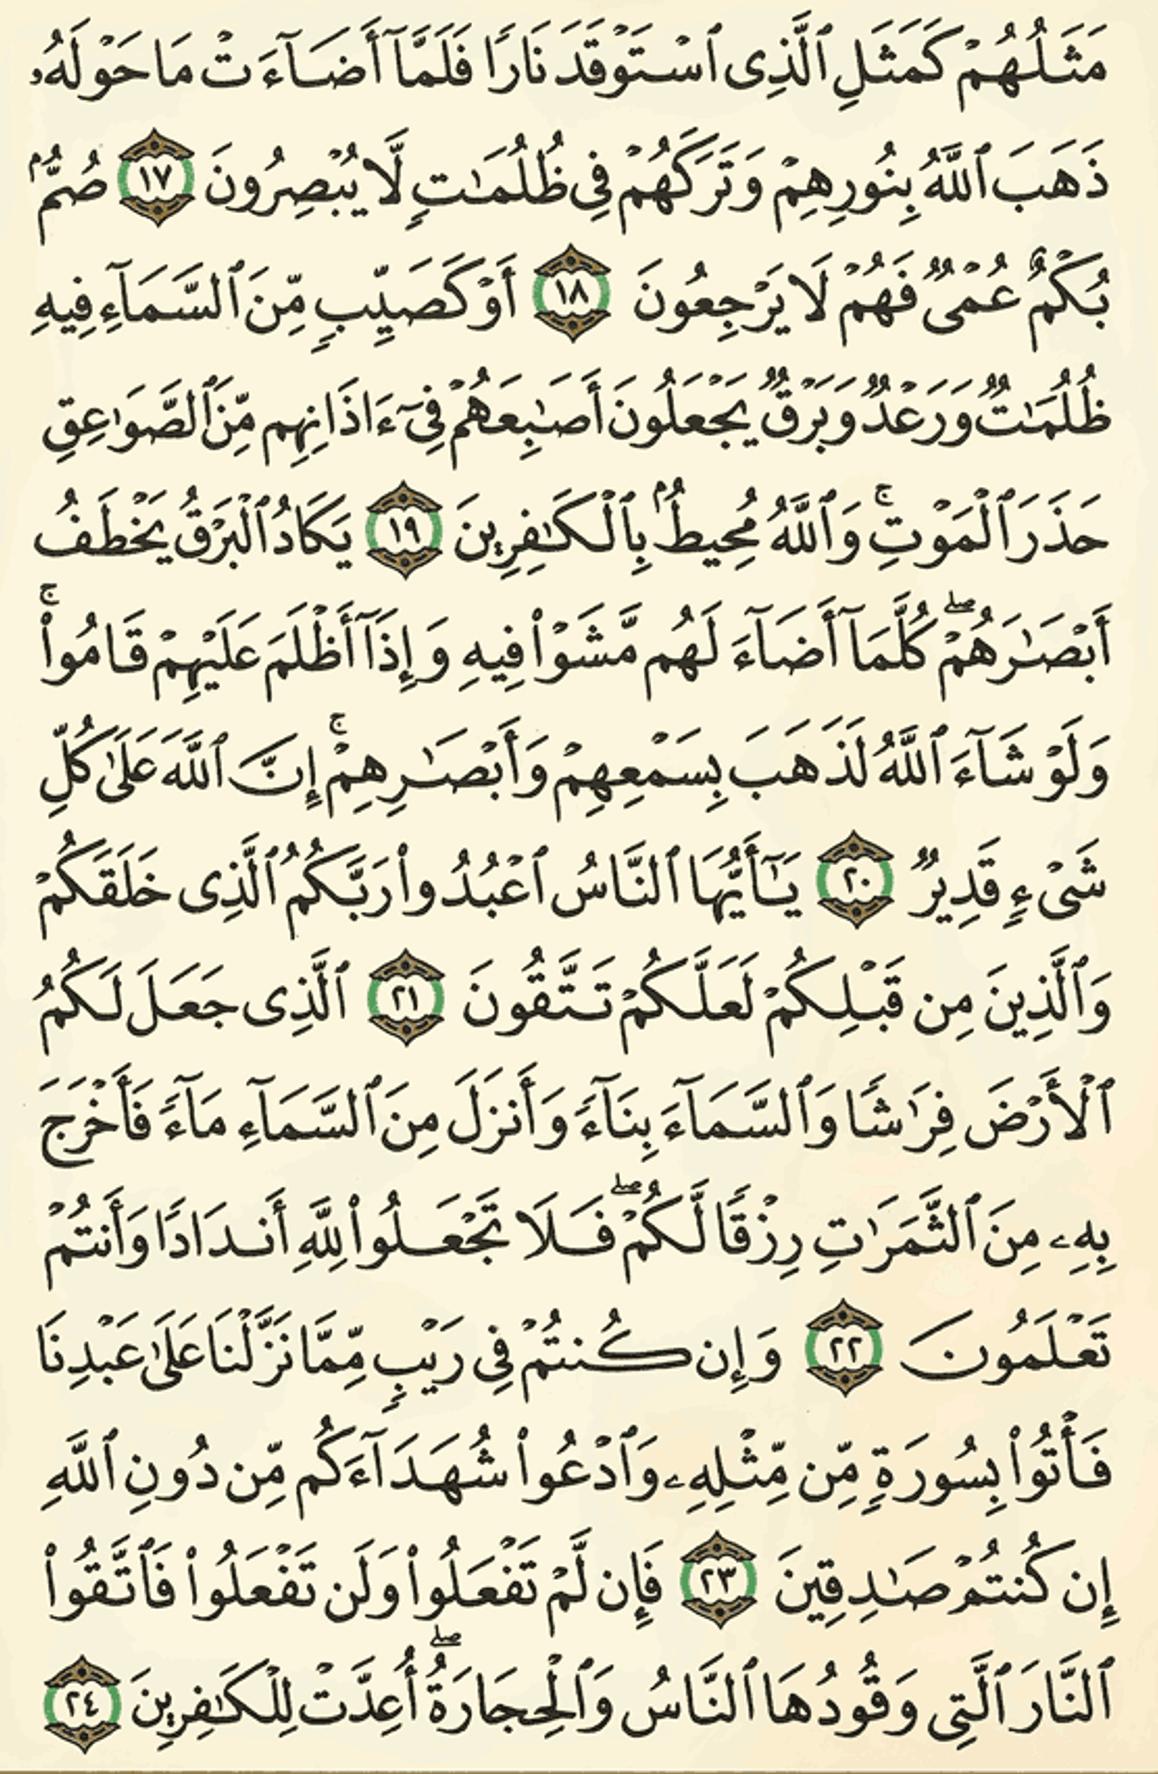 مَثَلُهُمْ كَمَثَلِ ٱلَّذِى ٱسْتَوْقَدَ نَارًا فَلَمَّآ أَضَآءَتْ مَا حَوْلَهُۥ
ذَهَبَ ٱللَّهُ بِنُورِهِمْ وَتَرَكَهُمْ فِى ظُلُمَـٰتٍ لَّا يُبْصِرُونَ ١٧ صُمٌّۢ
بُكْمٌ عُمْىٌ فَهُمْ لَا يَرْجِعُونَ ١٨ أَوْ كَصَيِّبٍ مِّنَ ٱلسَّمَآءِ فِيهِ
ظُلُمَـٰتٌ وَرَعْدٌ وَبَرْقٌ يَجْعَلُونَ أَصَـٰبِعَهُمْ فِىٓ ءَاذَانِهِم مِّنَ ٱلصَّوَٰعِقِ
حَذَرَ ٱلْمَوْتِ ۚ وَٱللَّهُ مُحِيطٌۢ بِٱلْكَـٰفِرِينَ ١٩ يَكَادُ ٱلْبَرْقُ يَخْطَفُ
أَبْصَـٰرَهُمْ ۖ كُلَّمَآ أَضَآءَ لَهُم مَّشَوْا۟ فِيهِ وَإِذَآ أَظْلَمَ عَلَيْهِمْ قَامُوا۟ ۚ
وَلَوْ شَآءَ ٱللَّهُ لَذَهَبَ بِسَمْعِهِمْ وَأَبْصَـٰرِهِمْ ۚ إِنَّ ٱللَّهَ عَلَىٰ كُلِّ
شَىْءٍ قَدِيرٌ ٢٠ يَـٰٓأَيُّهَا ٱلنَّاسُ ٱعْبُدُوا۟ رَبَّكُمُ ٱلَّذِى خَلَقَكُمْ
وَٱلَّذِينَ مِن قَبْلِكُمْ لَعَلَّكُمْ تَتَّقُونَ ٢١ ٱلَّذِى جَعَلَ لَكُمُ
ٱلْأَرْضَ فِرَٰشًا وَٱلسَّمَآءَ بِنَآءً وَأَنزَلَ مِنَ ٱلسَّمَآءِ مَآءً فَأَخْرَجَ
بِهِۦ مِنَ ٱلثَّمَرَٰتِ رِزْقًا لَّكُمْ ۖ فَلَا تَجْعَلُوا۟ لِلَّهِ أَندَادًا وَأَنتُمْ
تَعْلَمُونَ ٢٢ وَإِن كُنتُمْ فِى رَيْبٍ مِّمَّا نَزَّلْنَا عَلَىٰ عَبْدِنَا
فَأْتُوا۟ بِسُورَةٍ مِّن مِّثْلِهِۦ وَٱدْعُوا۟ شُهَدَآءَكُم مِّن دُونِ ٱللَّهِ
إِن كُنتُمْ صَـٰدِقِينَ ٢٣ فَإِن لَّمْ تَفْعَلُوا۟ وَلَن تَفْعَلُوا۟ فَٱتَّقُوا۟
ٱلنَّارَ ٱلَّتِى وَقُودُهَا ٱلنَّاسُ وَٱلْحِجَارَةُ ۖ أُعِدَّتْ لِلْكَـٰفِرِينَ ٢٤